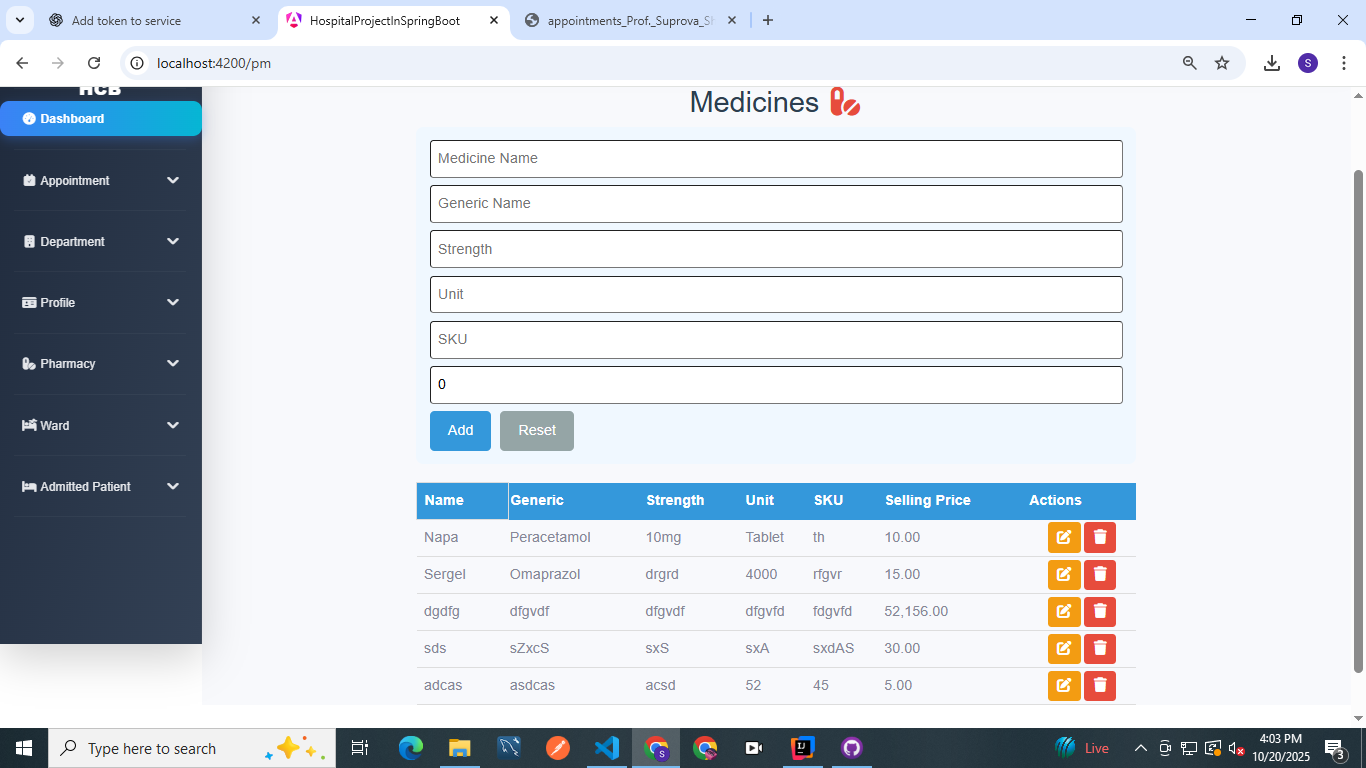 Add token to service
HospitalProjectInSpringBoot
appointments_Prof._Suprova_S
localhost:4200/pm
S
HCB
Dashboard
Appointment
Department
Profile
Pharmacy
Ward
Admitted Patient
Medicines
Medicine Name
Generic Name
Strength
Unit
SKU
0
Add Reset
Name Generic Strength Unit SKU Selling Price Actions
Napa Peracetamol 10mg Tablet th 10.00
Sergel Omaprazol drgrd 4000 rfgvr 15.00
dgdfg dfgvdf dfgvdf dfgvfd fdgvfd 52,156.00
sds sZxcS sxS sxA sxdAS 30.00
adcas asdcas acsd 52 45 5.00
Type here to search
Live
4:03 PM
10/20/2025
3